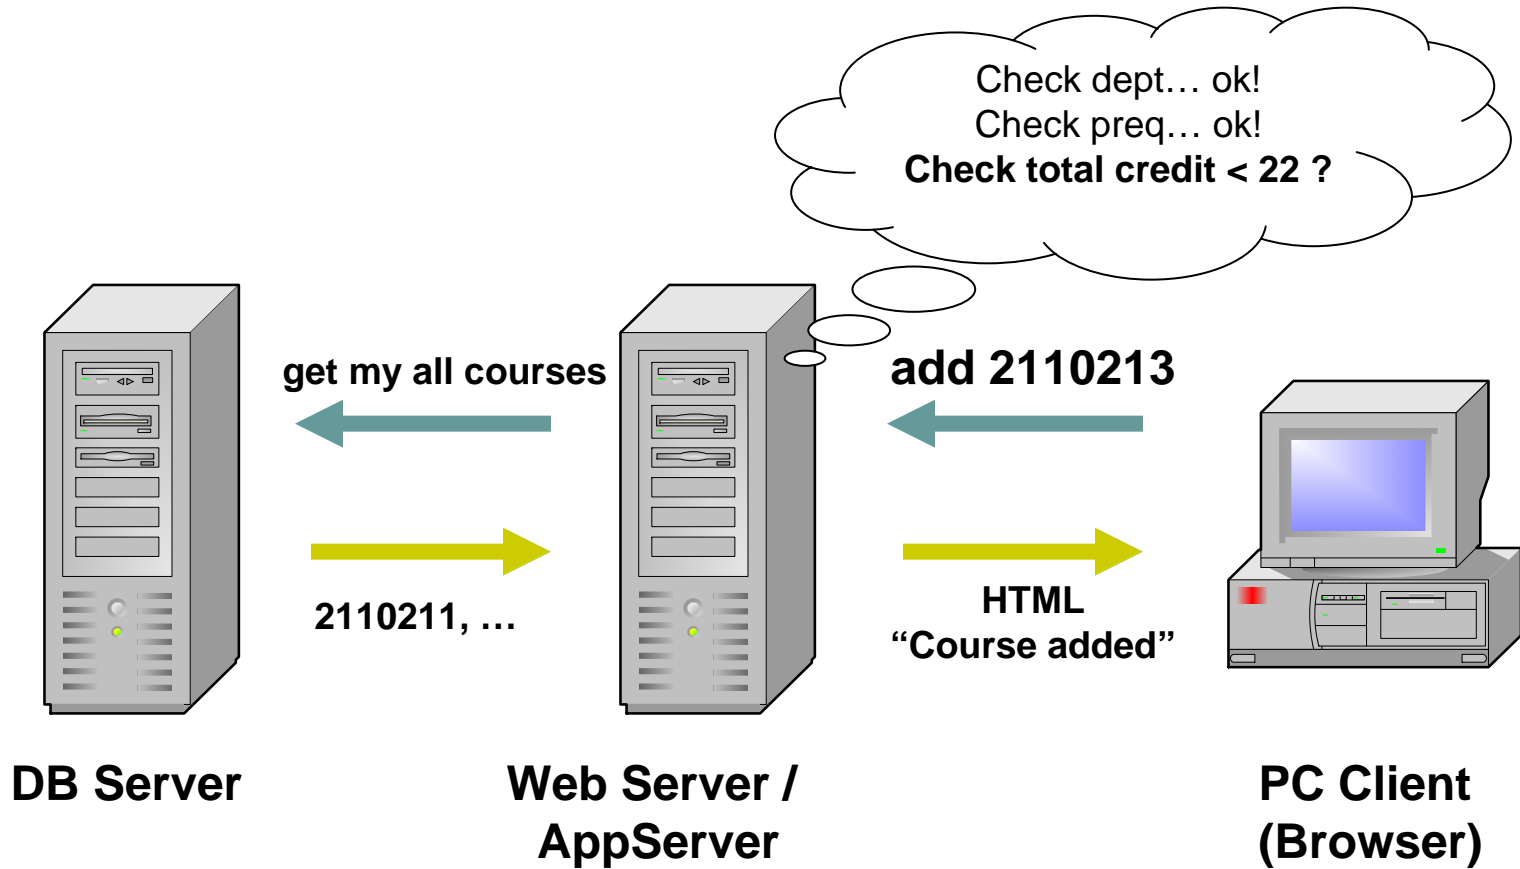 Check dept… ok!
Check preq… ok!
Check total credit < 22 ?
get my all courses
add 2110213
2110211, …
HTML
“Course added”
DB Server
Web Server /
AppServer
PC Client
(Browser)